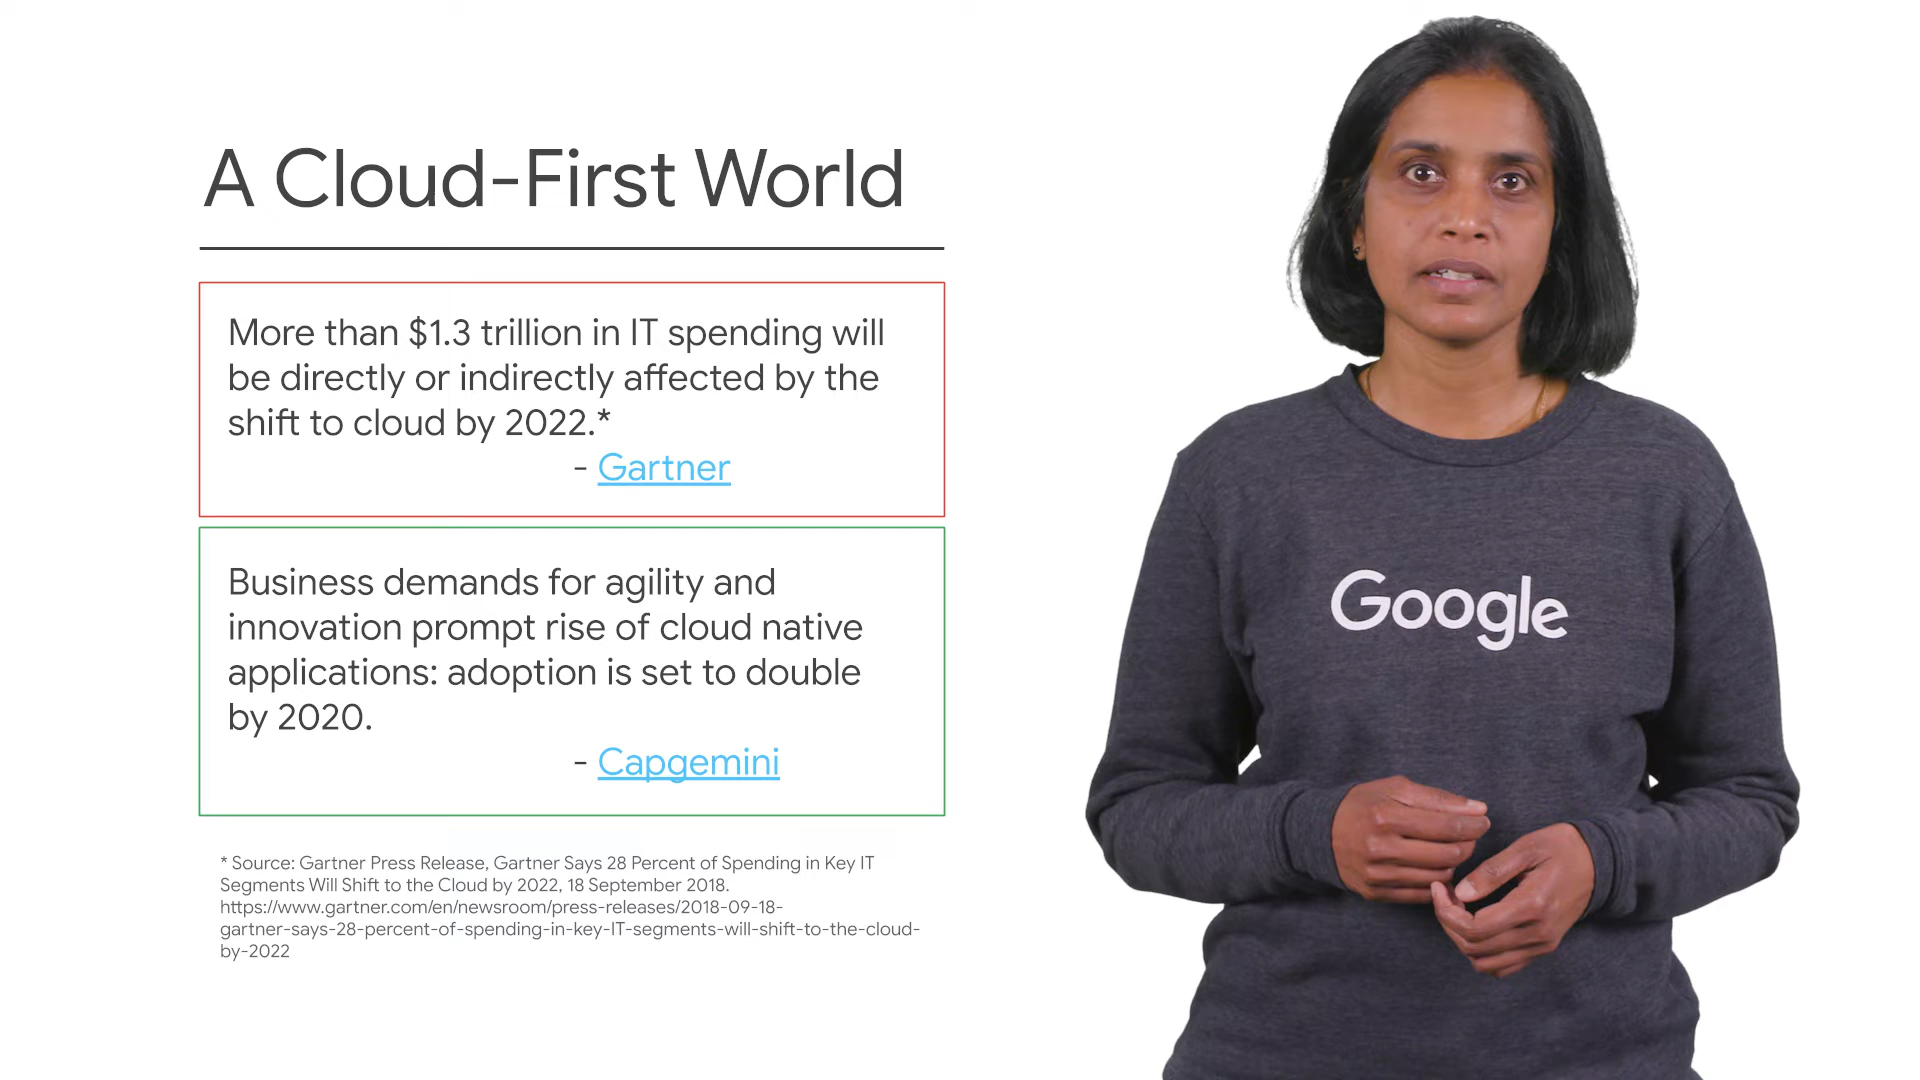 A Cloud-First World
More than $1.3 trillion in IT spending will
be directly or indirectly affected by the
shift to cloud by 2022.*
- Gartner
Business demands for agility and
innovation prompt rise of cloud native
applications: adoption is set to double
by 2020.
- Capgemini
* Source: Gartner Press Release, Gartner Says 28 Percent of Spending in Key IT
Segments Will Shift to the Cloud by 2022, 18 September 2018.
https://www.gartner.com/en/newsroom/press-releases/2018-09-18-
gartner-says-28-percent-of-spending-in-key-IT-segments-will-shift-to-the-cloud-
by-2022
Google